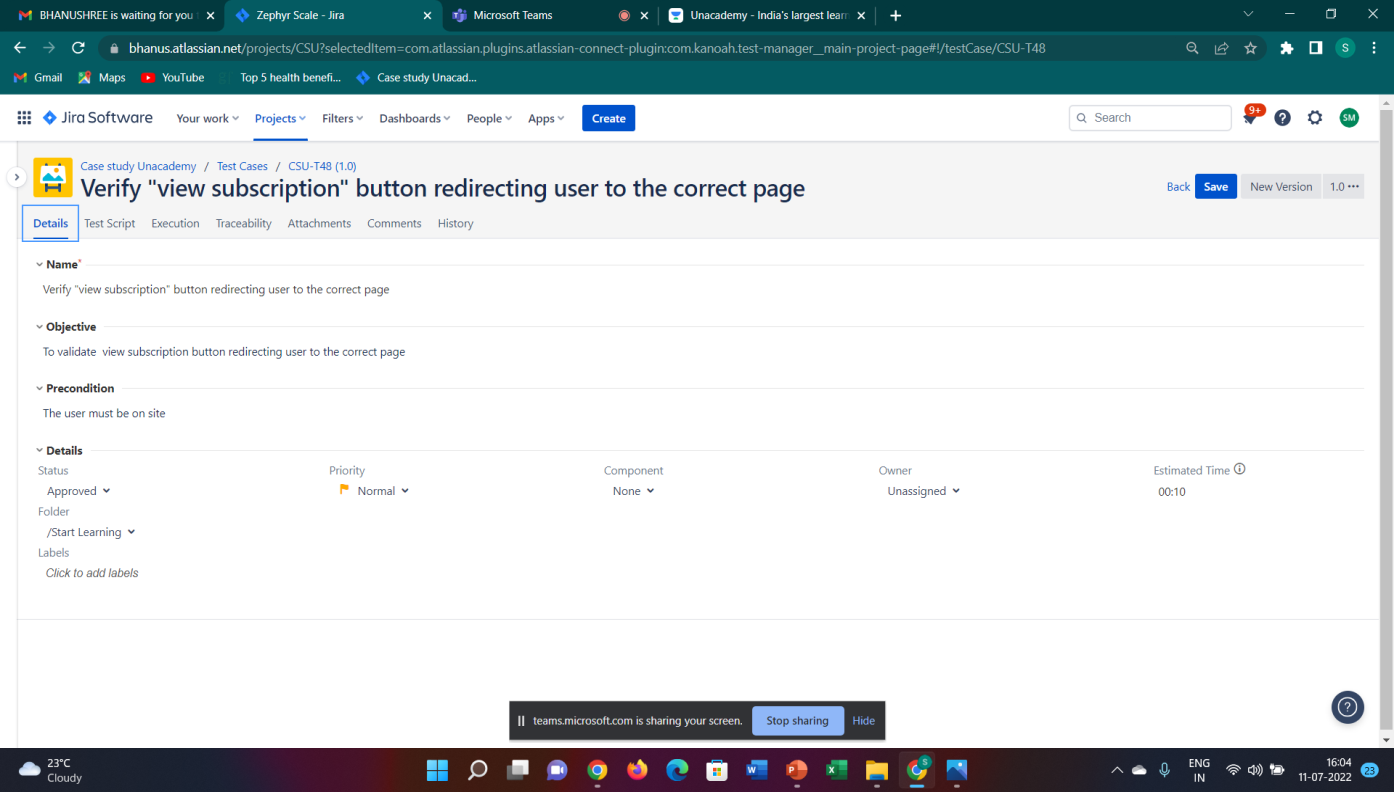 BHANUSHREE is waiting for you
Zephyr Scale - Jira
Microsoft Teams
Unacademy - India's largest learn
bhanus.atlassian.net/projects/CSU?selectedItem=com.atlassian.plugins.atlassian-connect-plugin:com.kanoah.test-manager__main-project-page#!/testCase/CSU-T48
S
Gmail
Maps
YouTube
Top 5 health benefi...
Case study Unacad...
Jira Software
Your work
Projects
Filters
Dashboards
People
Apps
Create
Search
9+
SM
Case study Unacademy / Test Cases / CSU-T48 (1.0)
Verify "view subscription" button redirecting user to the correct page
Back
Save
New Version
1.0 •••
Details
Test Script
Execution
Traceability
Attachments
Comments
History
Name*
Verify "view subscription" button redirecting user to the correct page
Objective
To validate view subscription button redirecting user to the correct page
Precondition
The user must be on site
Details
Status
Priority
Component
Owner
Estimated Time
Approved
Normal
None
Unassigned
00:10
Folder
/Start Learning
Labels
Click to add labels
teams.microsoft.com is sharing your screen.
Stop sharing
Hide
23°C
Cloudy
ENG
IN
16:04
11-07-2022
23